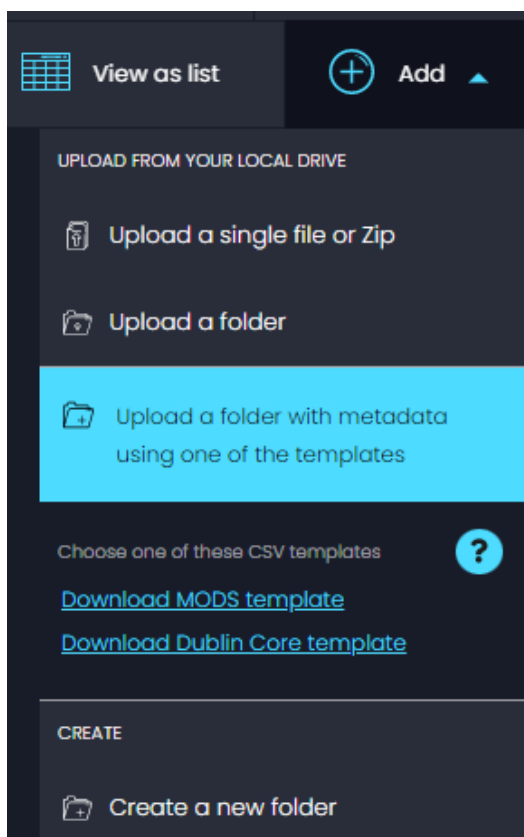 View as list
Add
UPLOAD FROM YOUR LOCAL DRIVE
Upload a single file or Zip
Upload a folder
Upload a folder with metadata
using one of the templates
Choose one of these CSV templates
?
Download MODS template
Download Dublin Core template
CREATE
Create a new folder